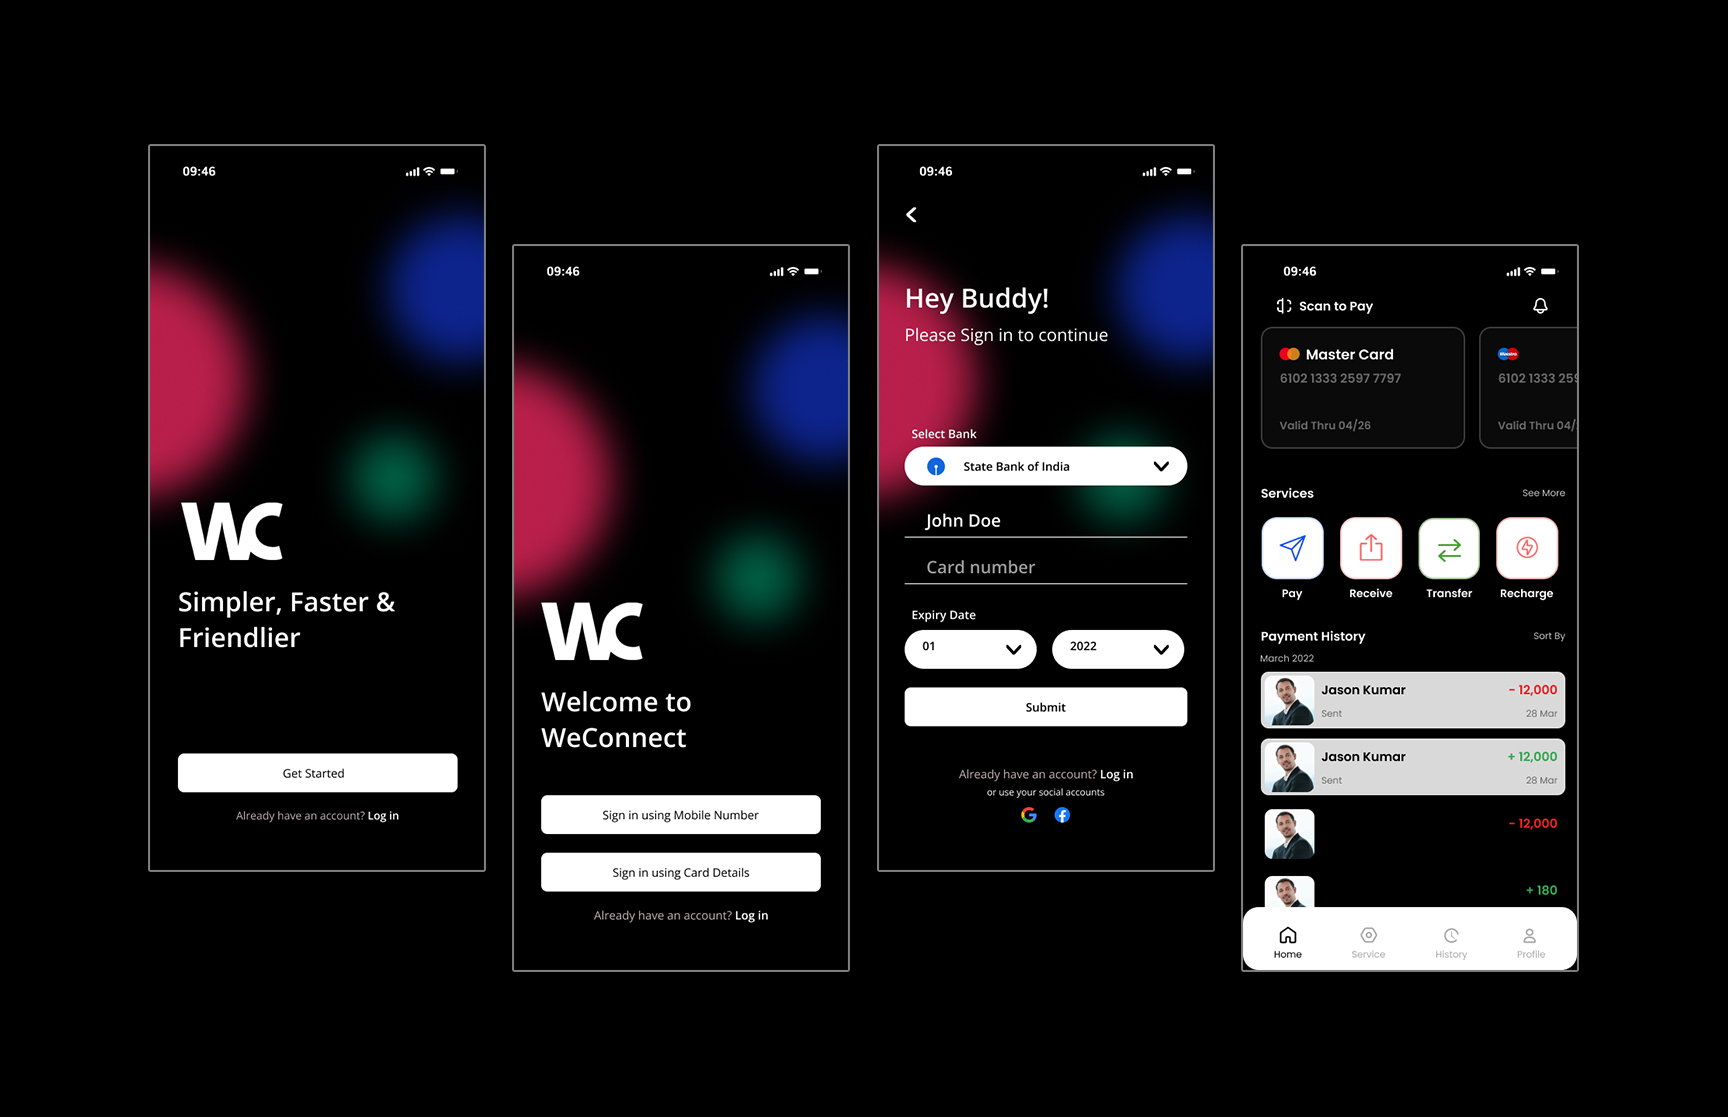 09:46
WC
Simpler, Faster &
Friendlier
Get Started
Already have an account? Log in
09:46
WC
Welcome to
WeConnect
Sign in using Mobile Number
Sign in using Card Details
Already have an account? Log in
09:46
Hey Buddy!
Please Sign in to continue
Select Bank
State Bank of India
John Doe
Card number
Expiry Date
01
2022
Submit
Already have an account? Log in
or use your social accounts
09:46
Scan to Pay
Master Card
6102 1333 2597 7797
Valid Thru 04/26
Maestro
6102 1333 259
Valid Thru 04/
Services
See More
Pay
Receive
Transfer
Recharge
Payment History
Sort By
March 2022
Jason Kumar
- 12,000
Sent
28 Mar
Jason Kumar
+ 12,000
Sent
28 Mar
- 12,000
+ 180
Home
Service
History
Profile